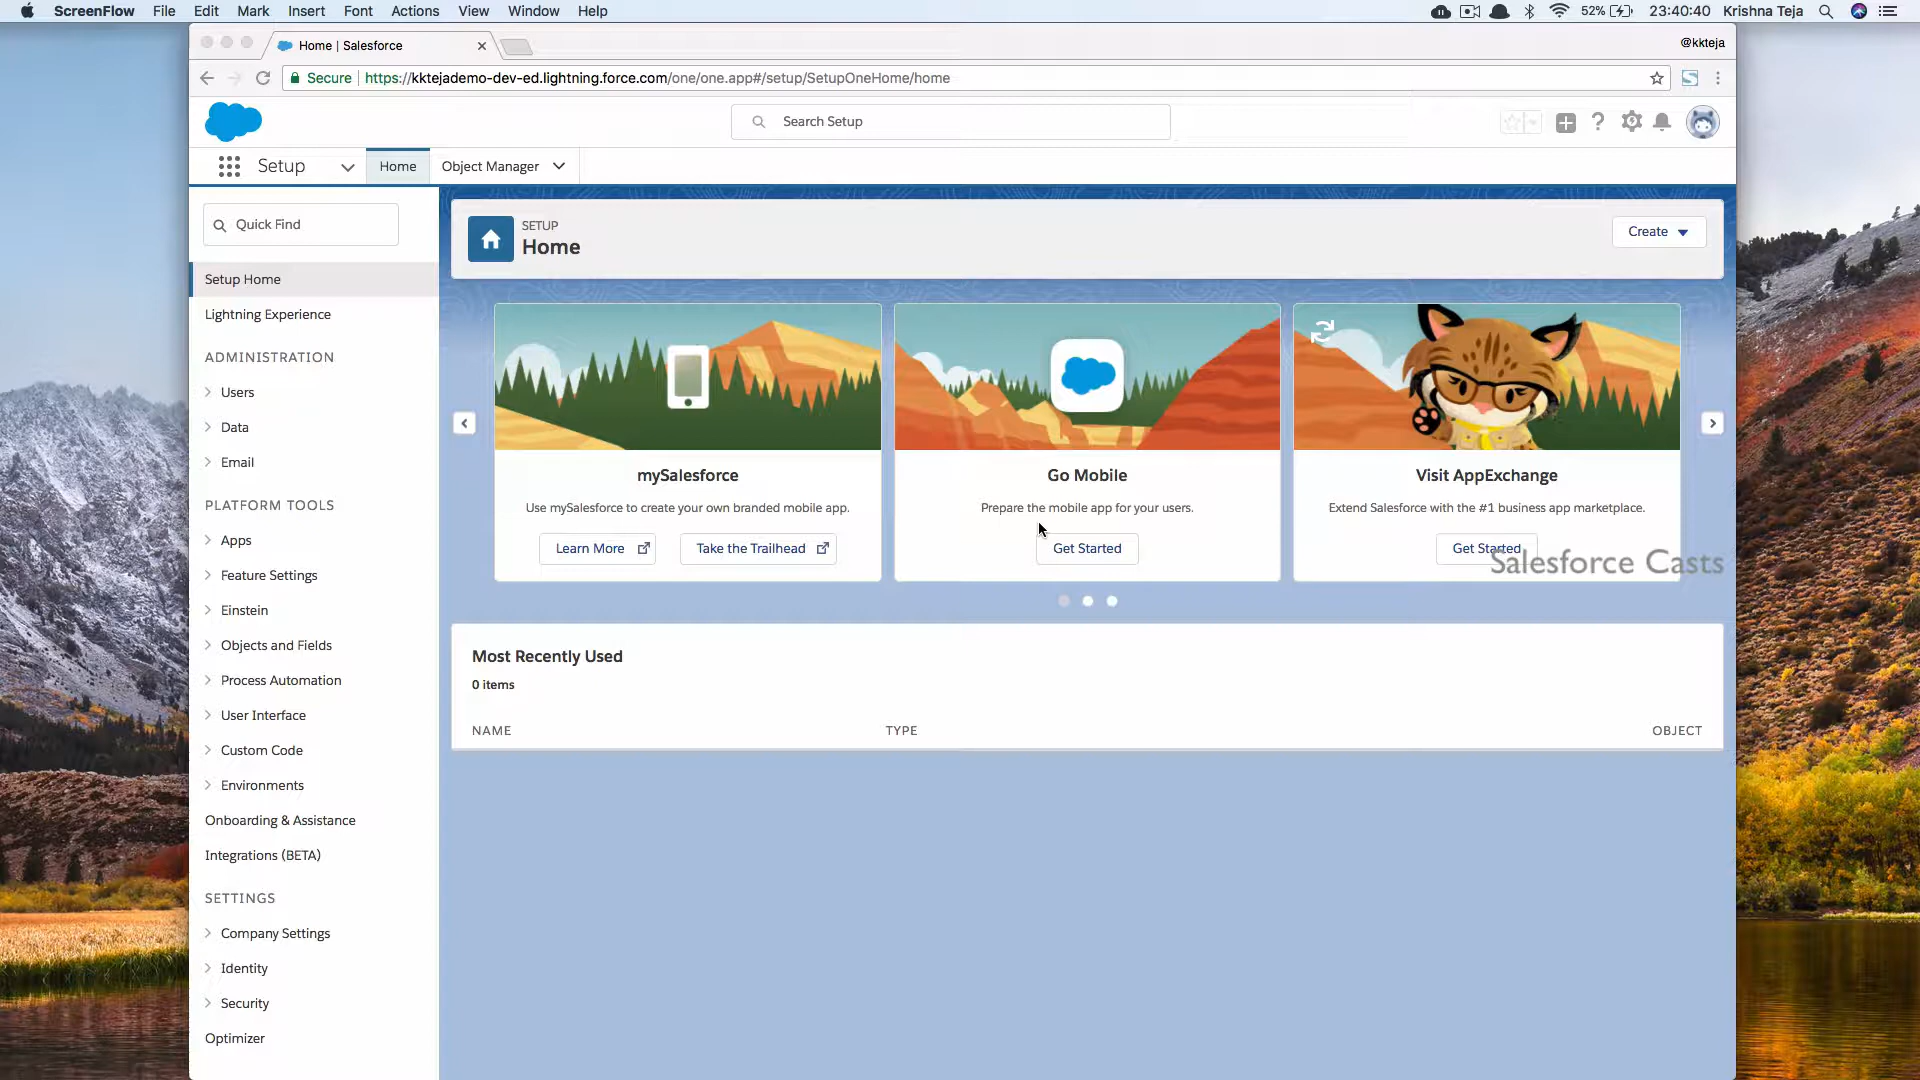 ScreenFlow File Edit Mark Insert Font Actions View Window Help 52% 23:40:40 Krishna Teja
Home | Salesforce @kkteja
Secure https://kktejademo-dev-ed.lightning.force.com/one/one.app#/setup/SetupOneHome/home
Search Setup
Setup Home Object Manager
Quick Find
SETUP
Home
Create
Setup Home
Lightning Experience
ADMINISTRATION
Users
Data
Email
PLATFORM TOOLS
Apps
Feature Settings
Einstein
Objects and Fields
Process Automation
User Interface
Custom Code
Environments
Onboarding & Assistance
Integrations (BETA)
SETTINGS
Company Settings
Identity
Security
Optimizer
mySalesforce
Use mySalesforce to create your own branded mobile app.
Learn More Take the Trailhead
Go Mobile
Prepare the mobile app for your users.
Get Started
Visit AppExchange
Extend Salesforce with the #1 business app marketplace.
Get Started
Salesforce Casts
Most Recently Used
0 items
NAME TYPE OBJECT